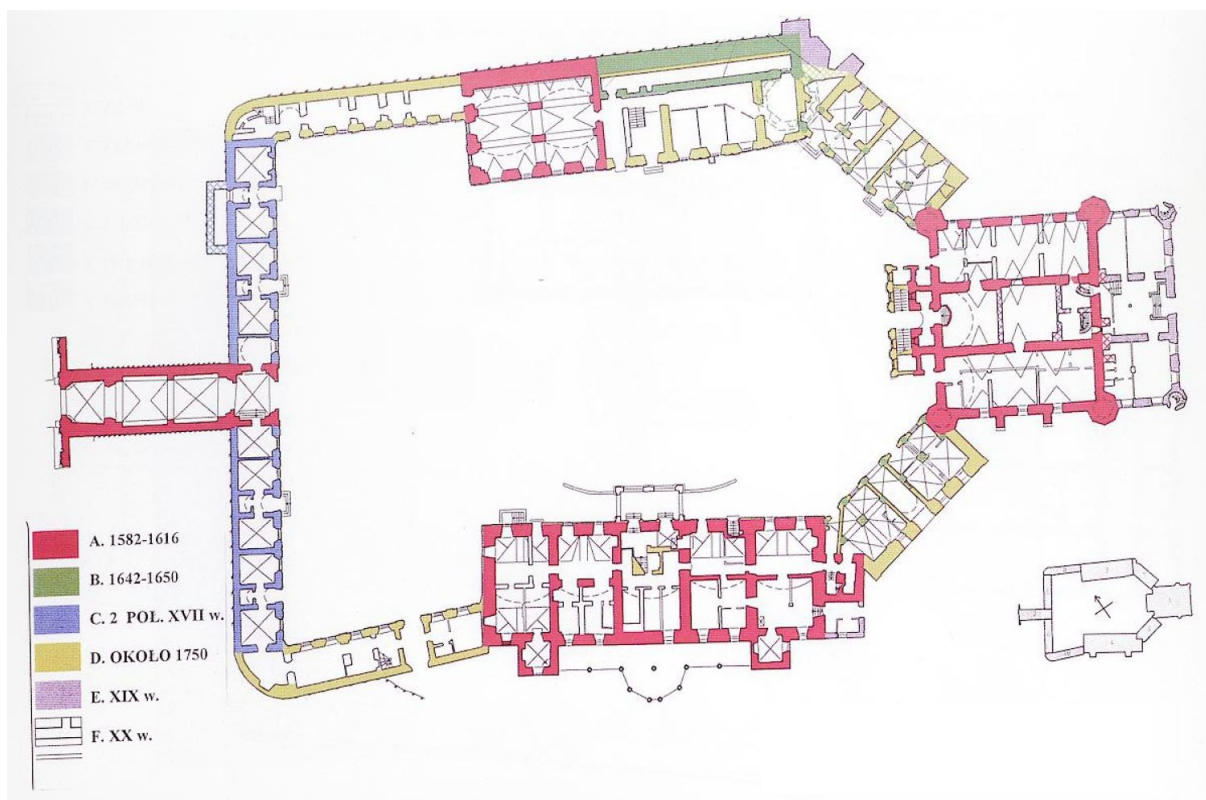 A. 1582-1616
B. 1642-1650
C. 2 POŁ. XVII w.
D. OKOŁO 1750
E. XIX w.
F. XX w.